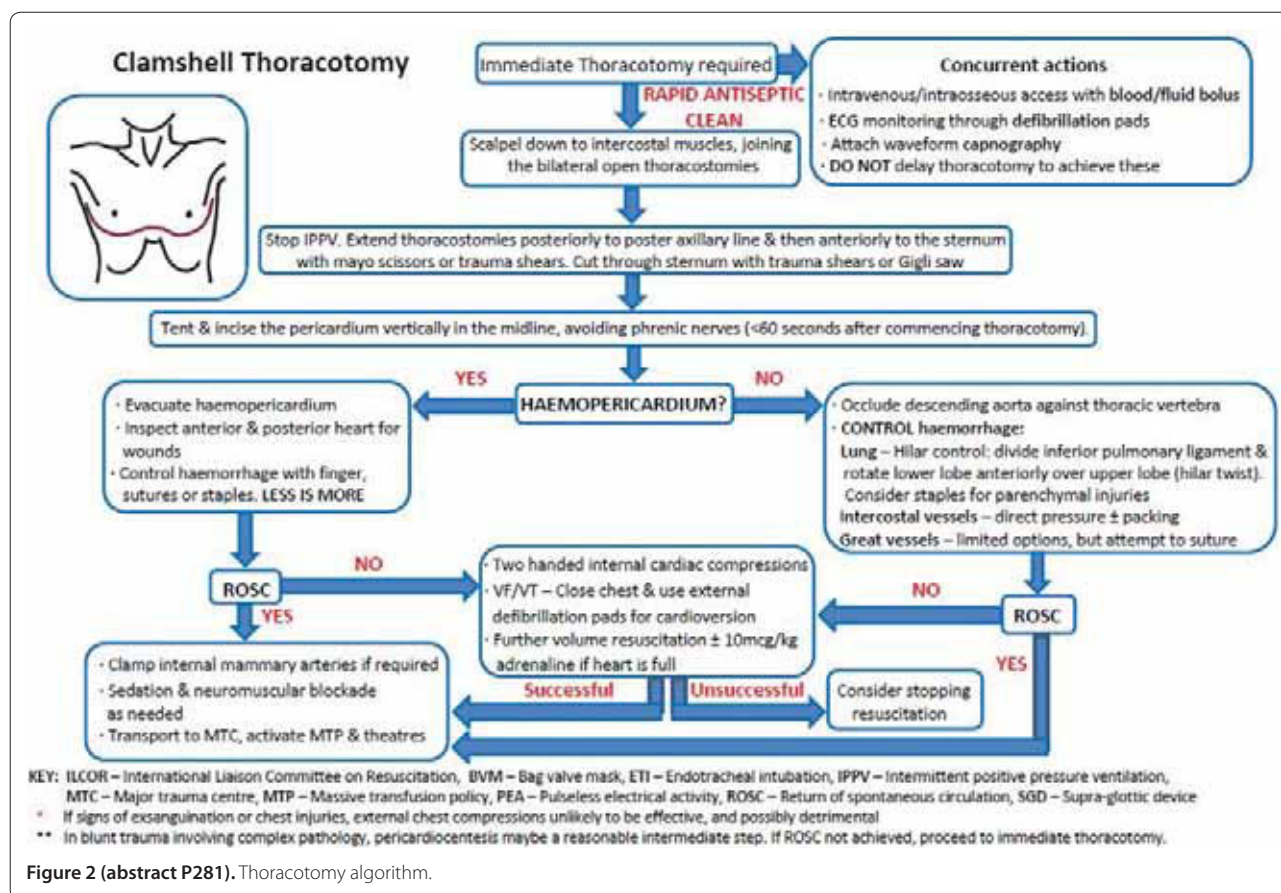 Clamshell Thoracotomy
Immediate Thoracotomy required
RAPID ANTISEPTIC
CLEAN
Scalpel down to intercostal muscles, joining
the bilateral open thoracostomies
Concurrent actions
· Intravenous/intraosseous access with blood/fluid bolus
· ECG monitoring through defibrillation pads
· Attach waveform capnography
· DO NOT delay thoracotomy to achieve these
Stop IPPV. Extend thoracostomies posteriorly to poster axillary line & then anteriorly to the sternum
with mayo scissors or trauma shears. Cut through sternum with trauma shears or Gigli saw
Tent & incise the pericardium vertically in the midline, avoiding phrenic nerves (<60 seconds after commencing thoracotomy).
YES
HAEMOPERICARDIUM?
NO
· Evacuate haemopericardium
· Inspect anterior & posterior heart for
wounds
· Control haemorrhage with finger,
sutures or staples. LESS IS MORE
· Occlude descending aorta against thoracic vertebra
· CONTROL haemorrhage:
Lung – Hilar control: divide inferior pulmonary ligament &
rotate lower lobe anteriorly over upper lobe (hilar twist).
Consider staples for parenchymal injuries
Intercostal vessels – direct pressure ± packing
Great vessels – limited options, but attempt to suture
ROSC
NO
YES
· Two handed internal cardiac compressions
· VF/VT – Close chest & use external
defibrillation pads for cardioversion
· Further volume resuscitation ± 10mcg/kg
adrenaline if heart is full
NO
ROSC
YES
· Clamp internal mammary arteries if required
· Sedation & neuromuscular blockade
as needed
· Transport to MTC, activate MTP & theatres
Successful
Unsuccessful
Consider stopping
resuscitation
KEY: ILCOR – International Liaison Committee on Resuscitation, BVM – Bag valve mask, ETI – Endotracheal intubation, IPPV – Intermittent positive pressure ventilation,
MTC – Major trauma centre, MTP – Massive transfusion policy, PEA – Pulseless electrical activity, ROSC – Return of spontaneous circulation, SGD – Supra-glottic device
* If signs of exsanguination or chest injuries, external chest compressions unlikely to be effective, and possibly detrimental
** In blunt trauma involving complex pathology, pericardiocentesis maybe a reasonable intermediate step. If ROSC not achieved, proceed to immediate thoracotomy.
Figure 2 (abstract P281). Thoracotomy algorithm.